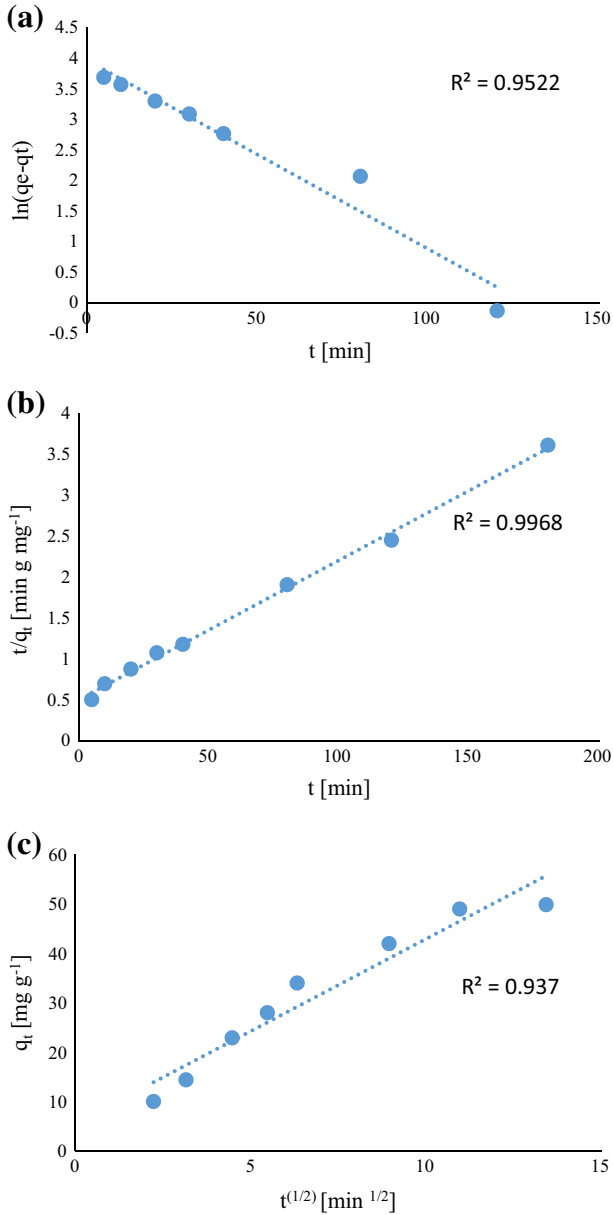 (a)
4.5
4
3.5
3
2.5
2
1.5
1
0.5
0
-0.5
ln(qe-qt)
R² = 0.9522
0 50 100 150
t [min]
(b)
4
3.5
3
2.5
2
1.5
1
0.5
0
t/qₜ [min g mg⁻¹]
R² = 0.9968
0 50 100 150 200
t [min]
(c)
60
50
40
30
20
10
0
qₜ [mg g⁻¹]
R² = 0.937
0 5 10 15
t⁽¹/²⁾ [min ¹/²]